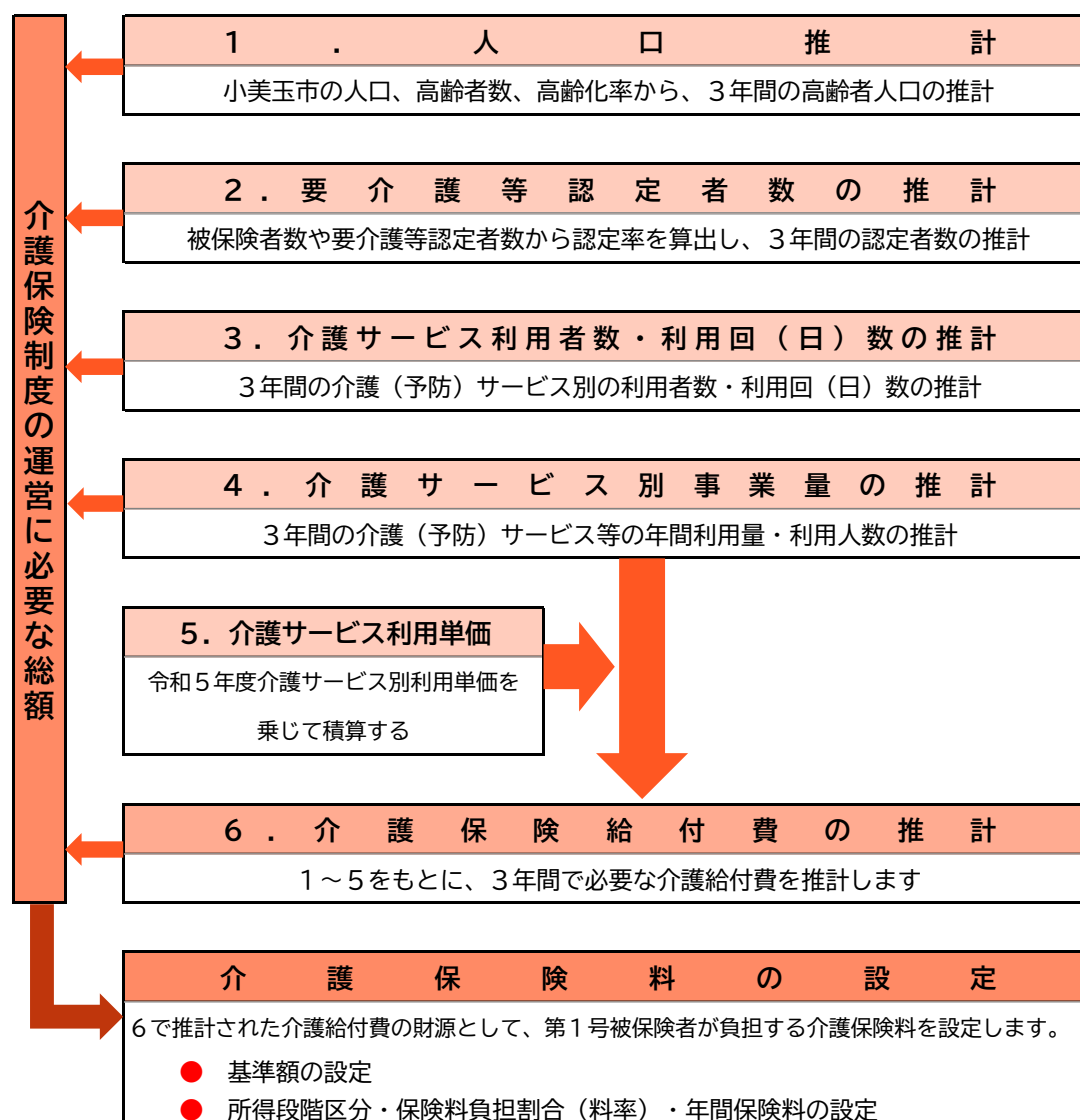 介護保険制度の運営に必要な総額
１．人口推計
小美玉市の人口、高齢者数、高齢化率から、３年間の高齢者人口の推計
２．要介護等認定者数の推計
被保険者数や要介護等認定者数から認定率を算出し、３年間の認定者数の推計
３．介護サービス利用者数・利用回（日）数の推計
３年間の介護（予防）サービス別の利用者数・利用回（日）数の推計
４．介護サービス別事業量の推計
３年間の介護（予防）サービス等の年間利用量・利用人数の推計
５．介護サービス利用単価
令和５年度介護サービス別利用単価を
乗じて積算する
６．介護保険給付費の推計
１～５をもとに、３年間で必要な介護給付費を推計します
介護保険料の設定
６で推計された介護給付費の財源として、第１号被保険者が負担する介護保険料を設定します。
● 基準額の設定
● 所得段階区分・保険料負担割合（料率）・年間保険料の設定